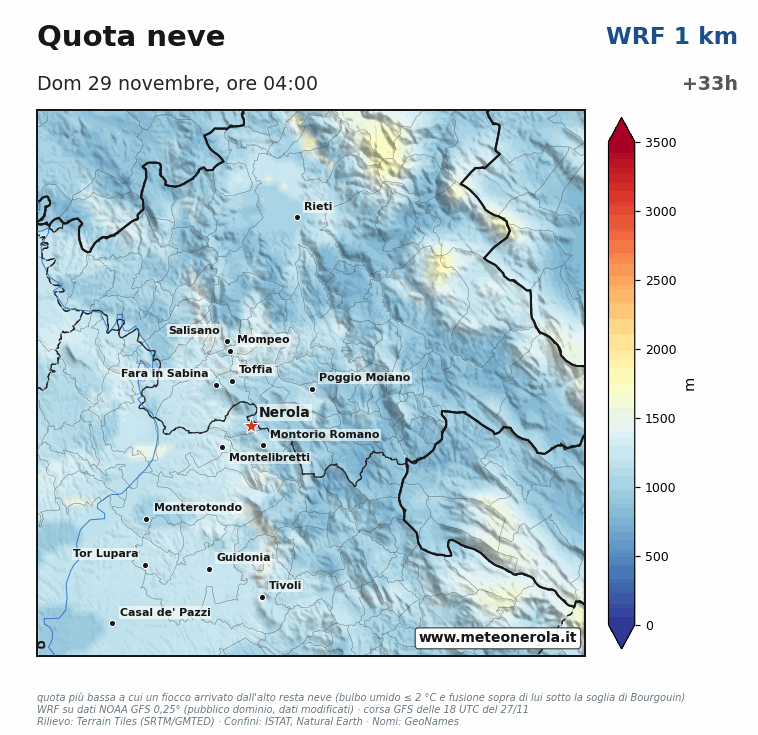 Quota neve
WRF 1 km
Dom 29 novembre, ore 04:00
+33h
Rieti
Salisano
Mompeo
Fara in Sabina
Toffia
Poggio Moiano
Nerola
Montorio Romano
Montelibretti
Monterotondo
Tor Lupara
Guidonia
Tivoli
Casal de' Pazzi
www.meteonerola.it
3500
3000
2500
2000
1500
1000
500
0
m
quota più bassa a cui un fiocco arrivato dall'alto resta neve (bulbo umido ≤ 2 °C e fusione sopra di lui sotto la soglia di Bourgouin)
WRF su dati NOAA GFS 0,25° (pubblico dominio, dati modificati) · corsa GFS delle 18 UTC del 27/11
Rilievo: Terrain Tiles (SRTM/GMTED) · Confini: ISTAT, Natural Earth · Nomi: GeoNames